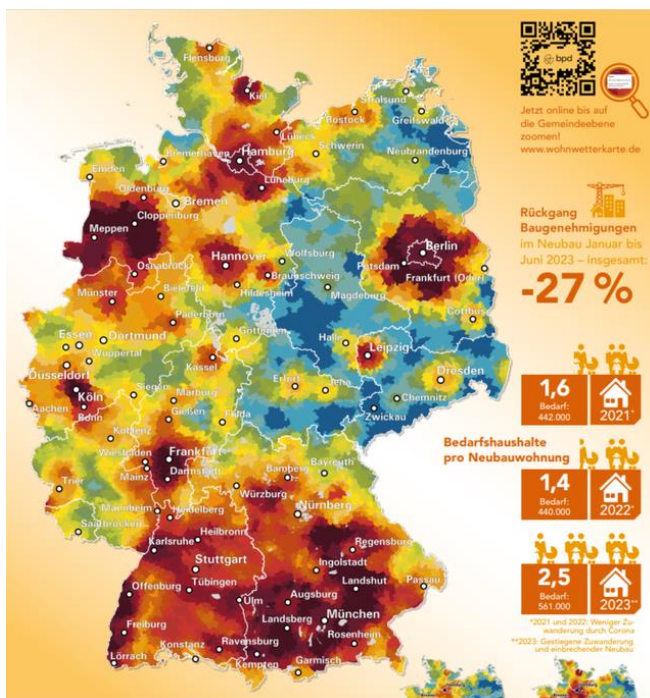 bpd
Jetzt online bis auf
die Gemeindeebene
zoomen!
www.wohnwetterkarte.de
Rückgang
Baugenehmigungen
im Neubau Januar bis
Juni 2023 – insgesamt:
-27 %
1,6
Bedarf:
442.000
2021*
Bedarfshaushalte
pro Neubauwohnung
1,4
Bedarf:
440.000
2022*
2,5
Bedarf:
561.000
2023**
*2021 und 2022: Weniger Zu-
wanderung durch Corona
**2023: Gestiegene Zuwanderung
und einbrechender Neubau
Flensburg
Kiel
Stralsund
Rostock
Greifswald
Lübeck
Bremerhaven
Hamburg
Schwerin
Neubrandenburg
Emden
Lüneburg
Oldenburg
Bremen
Cloppenburg
Meppen
Berlin
Hannover
Wolfsburg
Potsdam
Frankfurt (Oder)
Osnabrück
Braunschweig
Münster
Bielefeld
Hildesheim
Magdeburg
Paderborn
Cottbus
Göttingen
Essen
Dortmund
Halle
Leipzig
Wuppertal
Kassel
Düsseldorf
Dresden
Köln
Siegen
Marburg
Erfurt
Jena
Chemnitz
Aachen
Bonn
Gießen
Fulda
Zwickau
Koblenz
Wiesbaden
Frankfurt
Bamberg
Bayreuth
Mainz
Darmstadt
Trier
Würzburg
Mannheim
Nürnberg
Heidelberg
Saarbrücken
Heilbronn
Karlsruhe
Regensburg
Stuttgart
Ingolstadt
Tübingen
Landshut
Passau
Offenburg
Ulm
Augsburg
München
Freiburg
Landsberg
Ravensburg
Rosenheim
Konstanz
Lörrach
Kempten
Garmisch